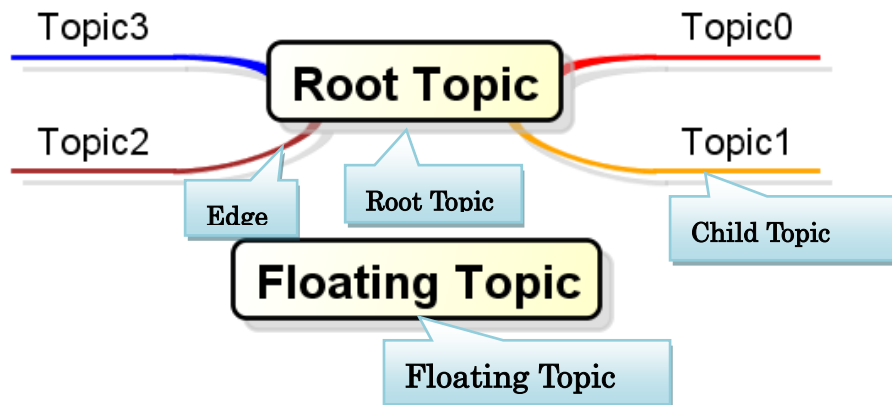 Topic3
Topic0
Root Topic
Topic2
Topic1
Edge
Root Topic
Child Topic
Floating Topic
Floating Topic